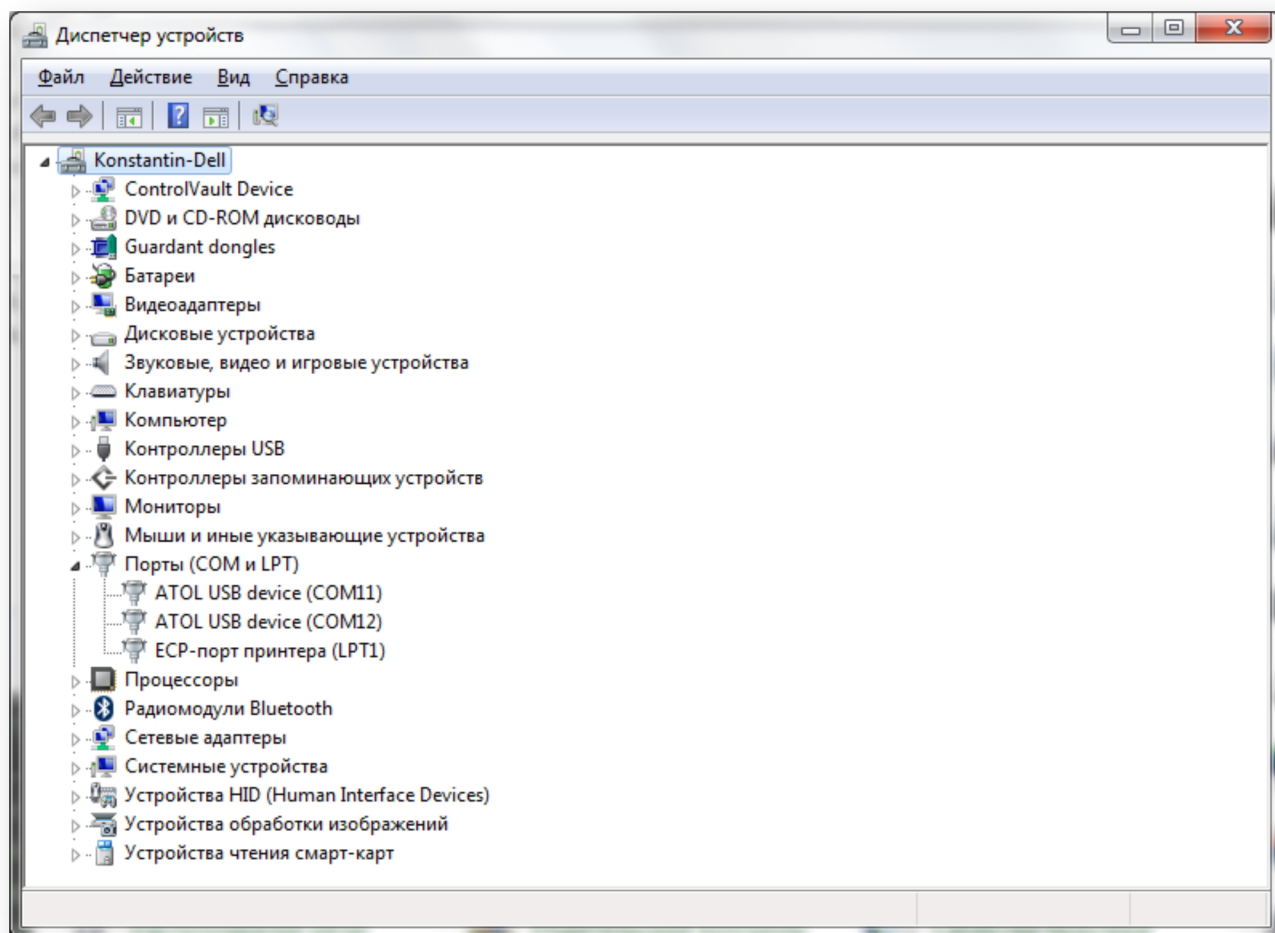 Диспетчер устройств
Файл Действие Вид Справка
Konstantin-Dell
ControlVault Device
DVD и CD-ROM дисководы
Guardant dongles
Батареи
Видеоадаптеры
Дисковые устройства
Звуковые, видео и игровые устройства
Клавиатуры
Компьютер
Контроллеры USB
Контроллеры запоминающих устройств
Мониторы
Мыши и иные указывающие устройства
Порты (COM и LPT)
ATOL USB device (COM11)
ATOL USB device (COM12)
ECP-порт принтера (LPT1)
Процессоры
Радиомодули Bluetooth
Сетевые адаптеры
Системные устройства
Устройства HID (Human Interface Devices)
Устройства обработки изображений
Устройства чтения смарт-карт